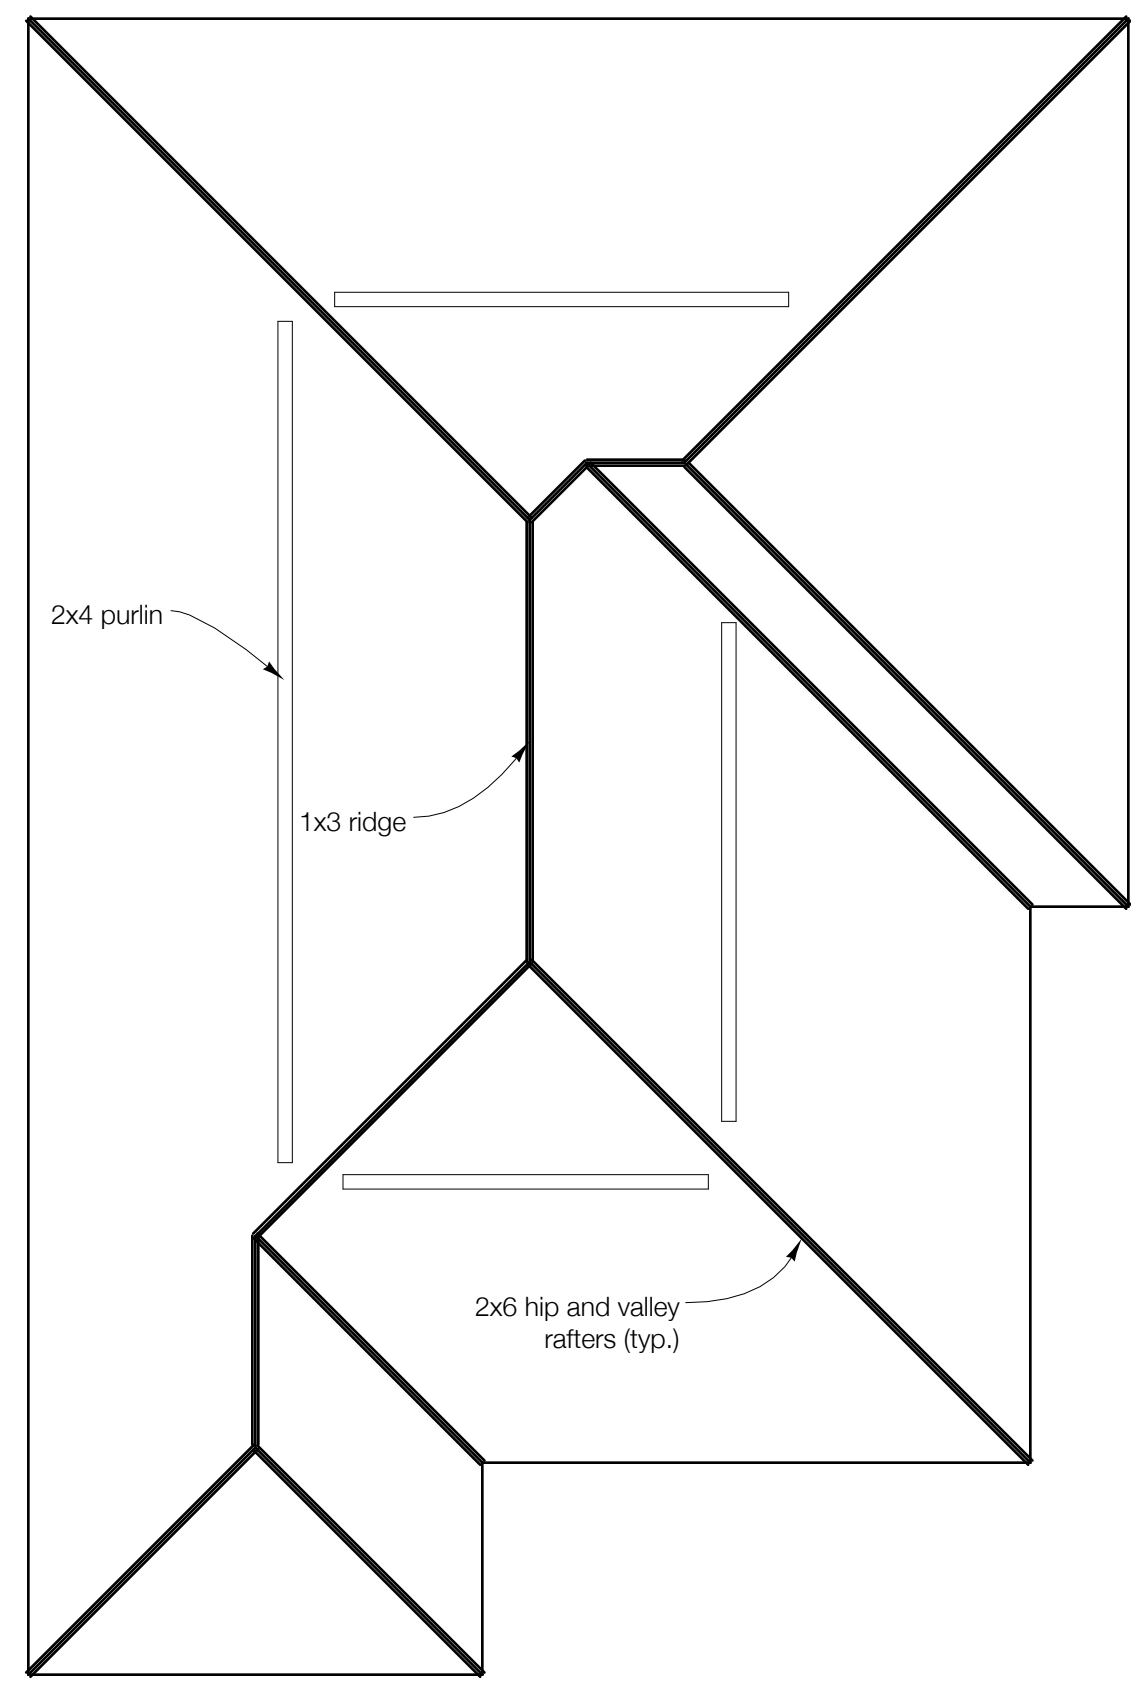 2x4 purlin
1x3 ridge
2x6 hip and valley
rafters (typ.)